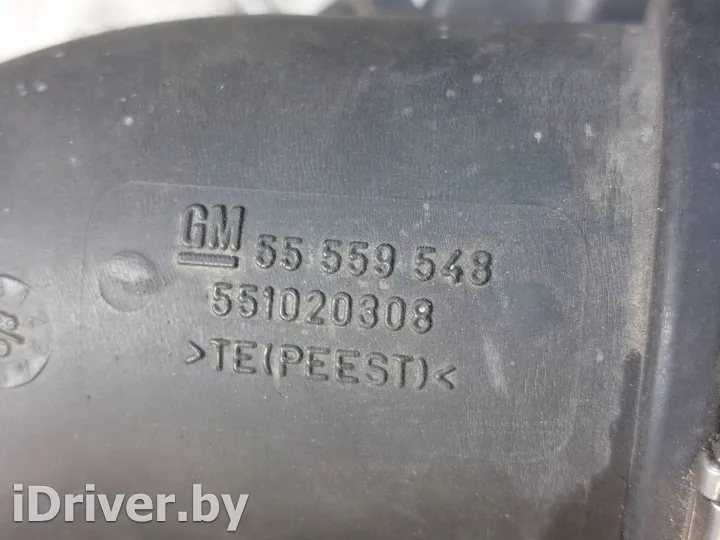 GM 55 559 548
551020308
>TE(PEEST)<
iDriver.by